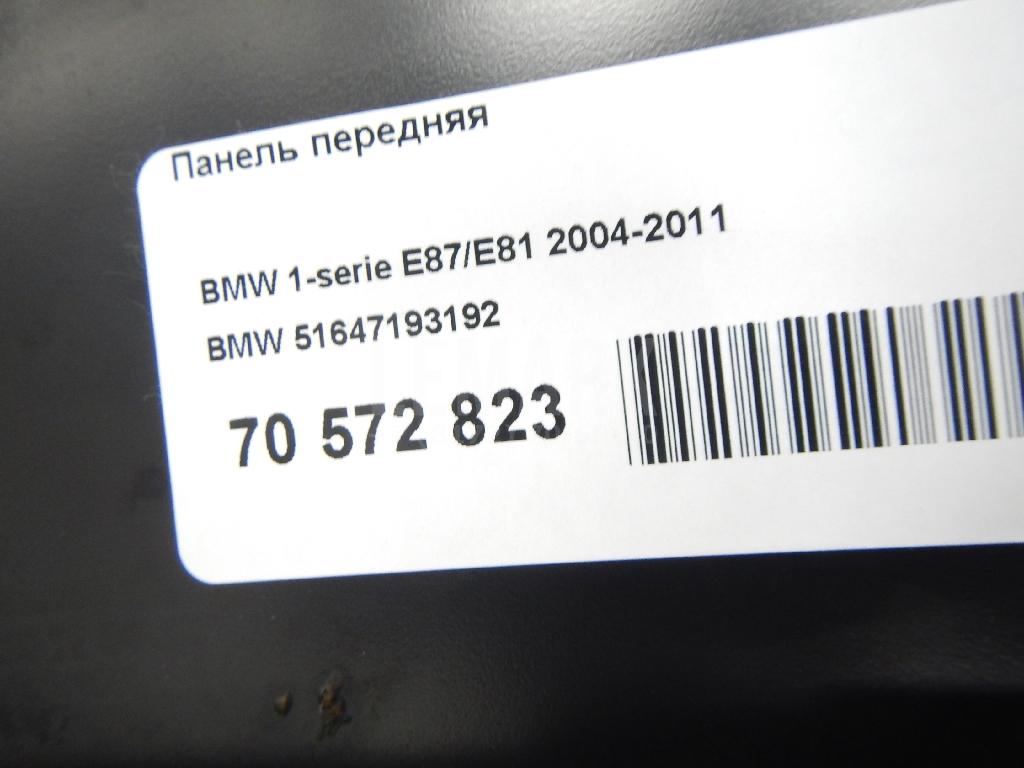 Панель передняя
BMW 1-serie E87/E81 2004-2011
BMW 51647193192
70 572 823